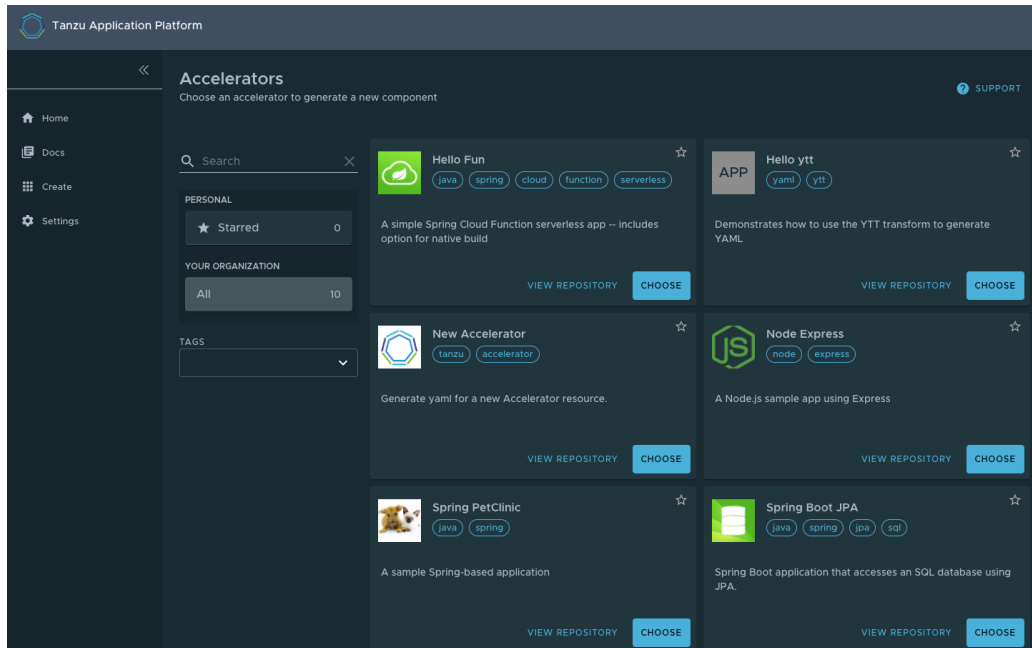 Tanzu Application Platform
Home
Docs
Create
Settings
Accelerators
Choose an accelerator to generate a new component
SUPPORT
Search
PERSONAL
Starred 0
YOUR ORGANIZATION
All 10
TAGS
Hello Fun
java spring cloud function serverless
A simple Spring Cloud Function serverless app -- includes
option for native build
VIEW REPOSITORY CHOOSE
APP
Hello ytt
yaml ytt
Demonstrates how to use the YTT transform to generate
YAML
VIEW REPOSITORY CHOOSE
New Accelerator
tanzu accelerator
Generate yaml for a new Accelerator resource.
VIEW REPOSITORY CHOOSE
JS
Node Express
node express
A Node.js sample app using Express
VIEW REPOSITORY CHOOSE
Spring PetClinic
java spring
A sample Spring-based application
VIEW REPOSITORY CHOOSE
Spring Boot JPA
java spring jpa sql
Spring Boot application that accesses an SQL database using
JPA.
VIEW REPOSITORY CHOOSE